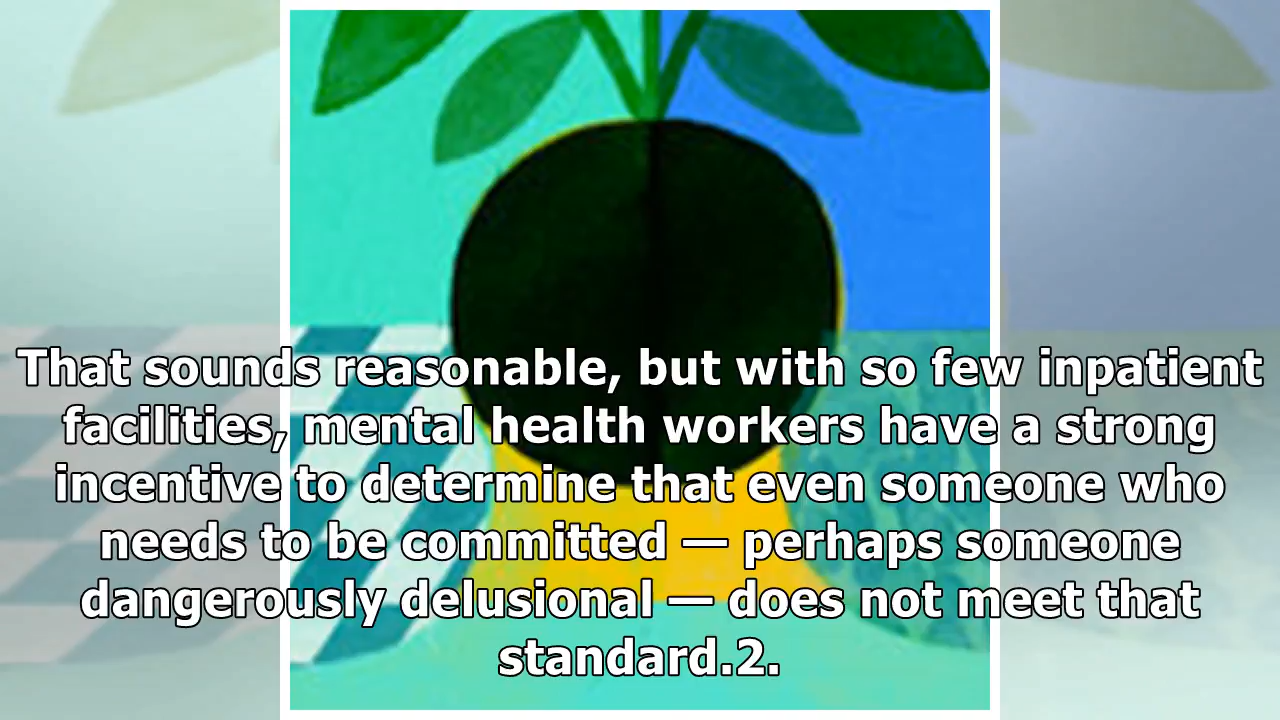 That sounds reasonable, but with so few inpatient
facilities, mental health workers have a strong
incentive to determine that even someone who
needs to be committed — perhaps someone
dangerously delusional — does not meet that
standard.2.